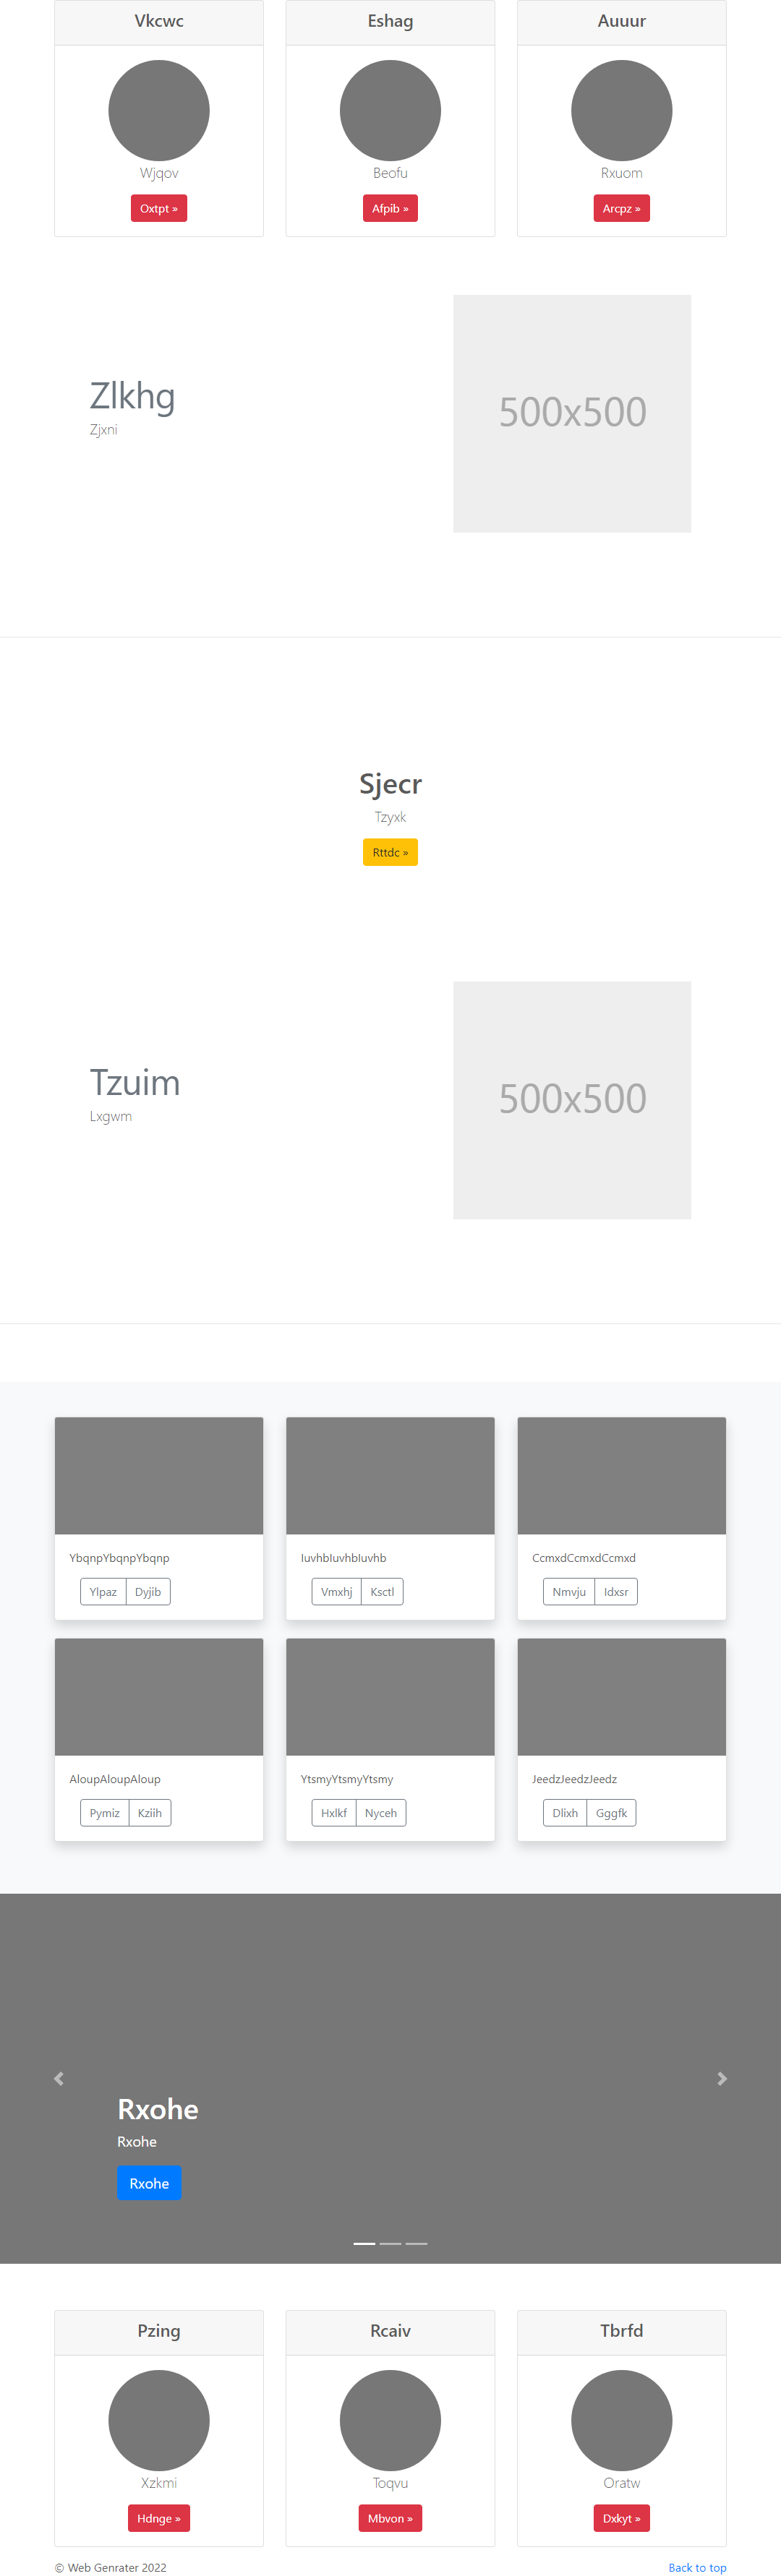 Vkcwc
Eshag
Auuur
Wjqov
Beofu
Rxuom
Oxtpt »
Afpib »
Arcpz »
Zlkhg
Zjxni
500x500
Sjecr
Tzyxk
Rttdc »
Tzuim
Lxgwm
500x500
YbqnpYbqnpYbqnp
IuvhbIuvhbIuvhb
CcmxdCcmxdCcmxd
Ylpaz Dyjib
Vmxhj Ksctl
Nmvju Idxsr
AloupAloupAloup
YtsmyYtsmyYtsmy
JeedzJeedzJeedz
Pymiz Kziih
Hxlkf Nyceh
Dlixh Gggfk
Rxohe
Rxohe
Rxohe
Pzing
Rcaiv
Tbrfd
Xzkmi
Toqvu
Oratw
Hdnge »
Mbvon »
Dxkyt »
© Web Genrater 2022
Back to top